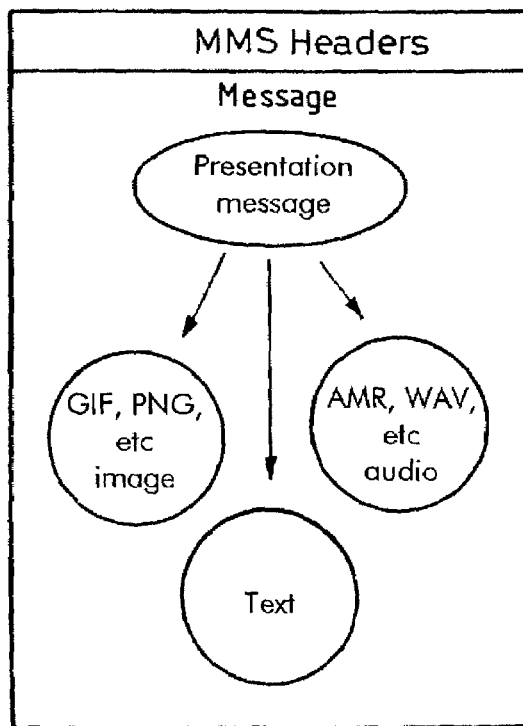 MMS Headers
Message
Presentation
message
GIF, PNG,
etc
image
AMR, WAV,
etc
audio
Text